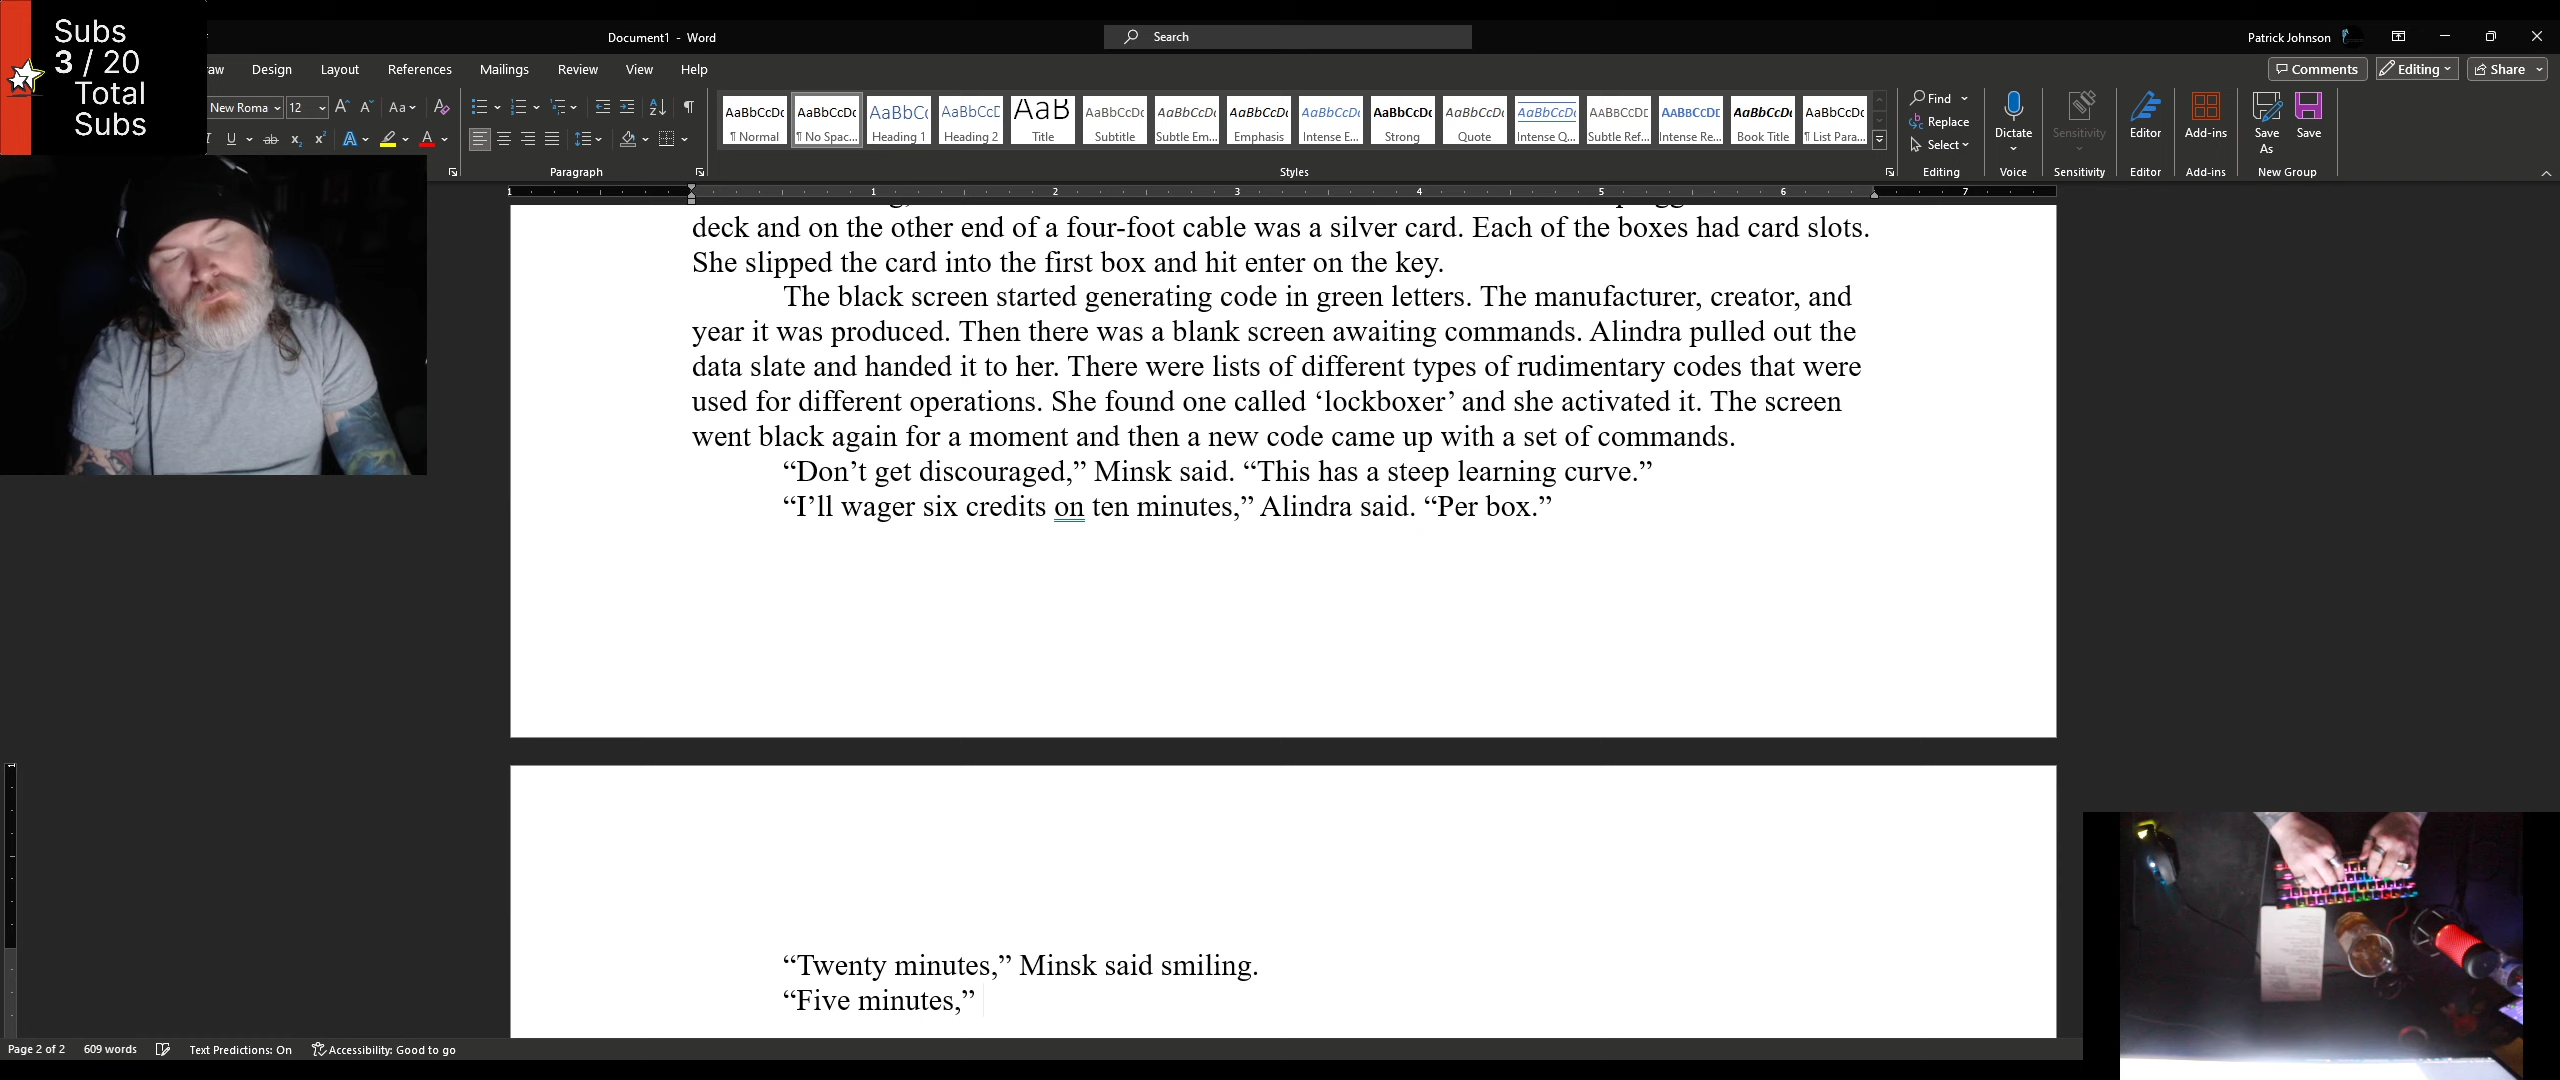 Subs
3 / 20
Total
Subs
Document1 - Word
Search
Patrick Johnson
Design Layout References Mailings Review View Help
Comments Editing Share
New Roma 12
Aa
AaBbCcDc AaBbCcDc AaBbC AaBbCcE AaB AaBbCcDc AaBbCcDc AaBbCcDc AaBbCcDc AaBbCcDc AaBbCcDc AaBbCcDc AABBCCDE AABBCCDE AaBbCcDc AaBbCcDc
¶ Normal ¶ No Spac... Heading 1 Heading 2 Title Subtitle Subtle Em... Emphasis Intense E... Strong Quote Intense Q... Subtle Ref... Intense Re... Book Title ¶ List Para...
Find
Replace
Select
Dictate
Sensitivity
Editor
Add-ins
Save As
Save
Paragraph Styles Editing Voice Sensitivity Editor Add-ins New Group
1 1 2 3 4 5 6 7
deck and on the other end of a four-foot cable was a silver card. Each of the boxes had card slots.
She slipped the card into the first box and hit enter on the key.
The black screen started generating code in green letters. The manufacturer, creator, and
year it was produced. Then there was a blank screen awaiting commands. Alindra pulled out the
data slate and handed it to her. There were lists of different types of rudimentary codes that were
used for different operations. She found one called ‘lockboxer’ and she activated it. The screen
went black again for a moment and then a new code came up with a set of commands.
“Don’t get discouraged,” Minsk said. “This has a steep learning curve.”
“I’ll wager six credits on ten minutes,” Alindra said. “Per box.”
“Twenty minutes,” Minsk said smiling.
“Five minutes,”
Page 2 of 2 609 words Text Predictions: On Accessibility: Good to go